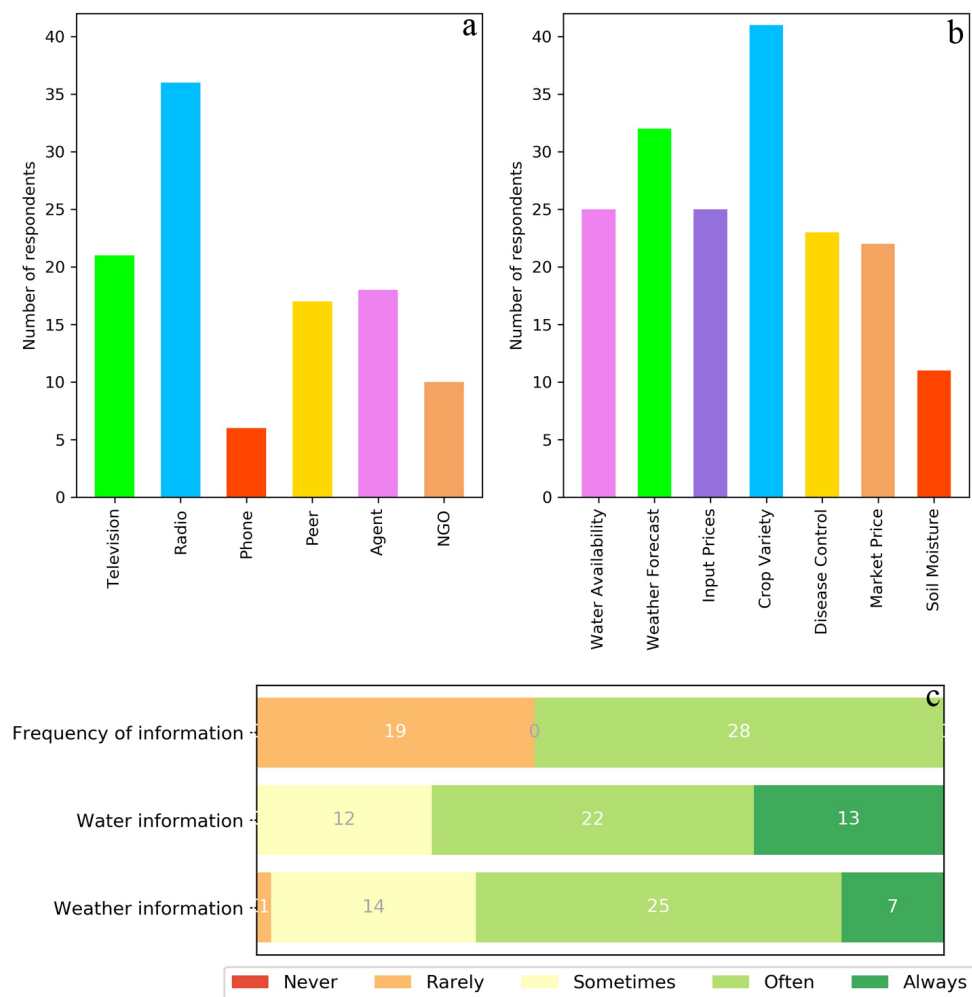 a
40
35
30
25
20
15
10
5
0
Number of respondents
Television
Radio
Phone
Peer
Agent
NGO
b
40
35
30
25
20
15
10
5
0
Number of respondents
Water Availability
Weather Forecast
Input Prices
Crop Variety
Disease Control
Market Price
Soil Moisture
c
Frequency of information
19
0
28
Water information
12
22
13
Weather information
1
14
25
7
Never
Rarely
Sometimes
Often
Always